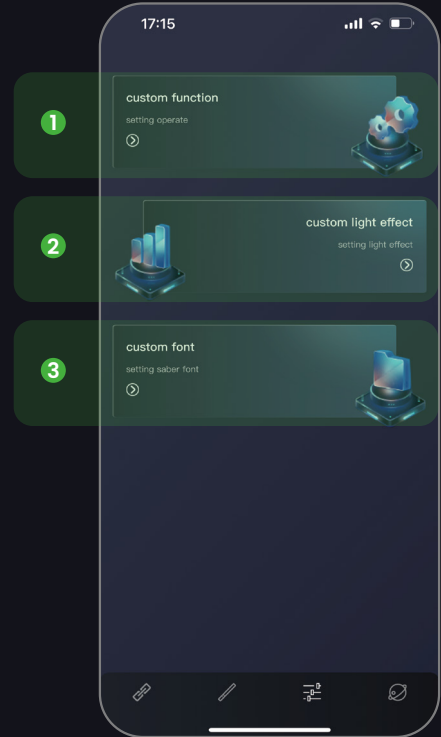 17:15
1
custom function
setting operate
2
custom light effect
setting light effect
3
custom font
setting saber font